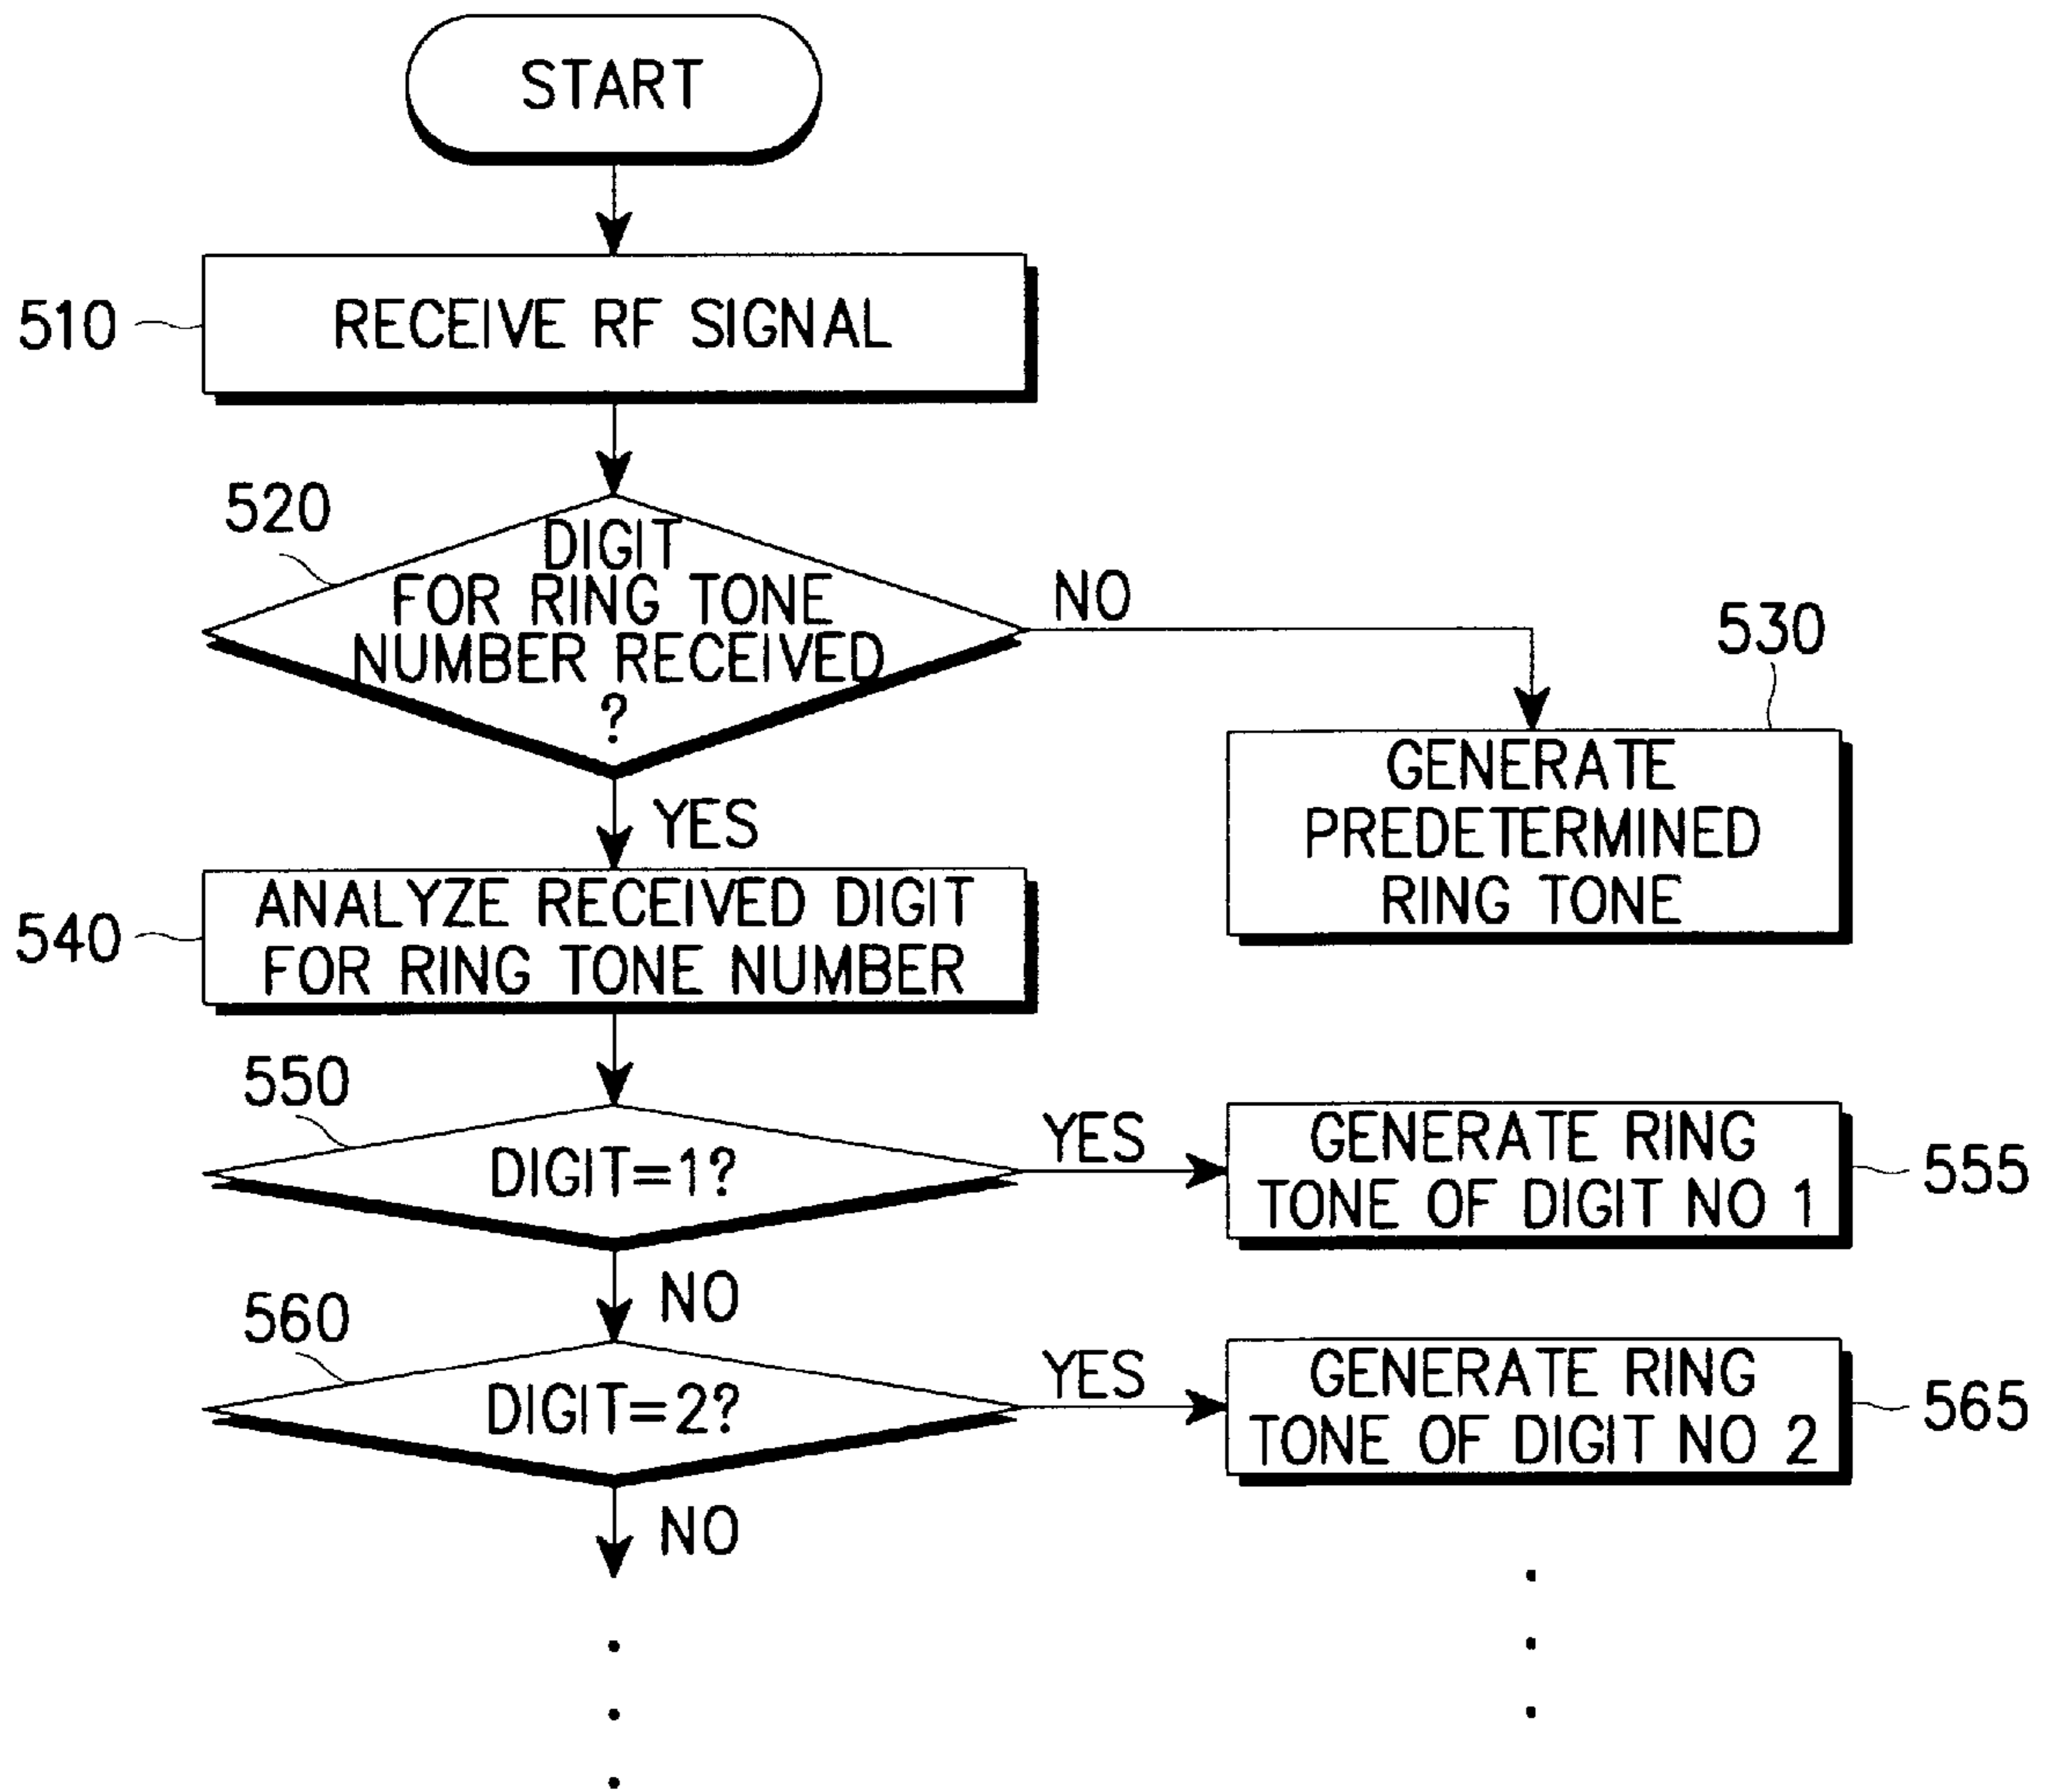 START
510
RECEIVE RF SIGNAL
520
DIGIT
FOR RING TONE
NUMBER RECEIVED
?
NO
530
GENERATE
PREDETERMINED
RING TONE
YES
540
ANALYZE RECEIVED DIGIT
FOR RING TONE NUMBER
550
DIGIT=1?
YES
GENERATE RING
TONE OF DIGIT NO 1
555
NO
560
DIGIT=2?
YES
GENERATE RING
TONE OF DIGIT NO 2
565
NO